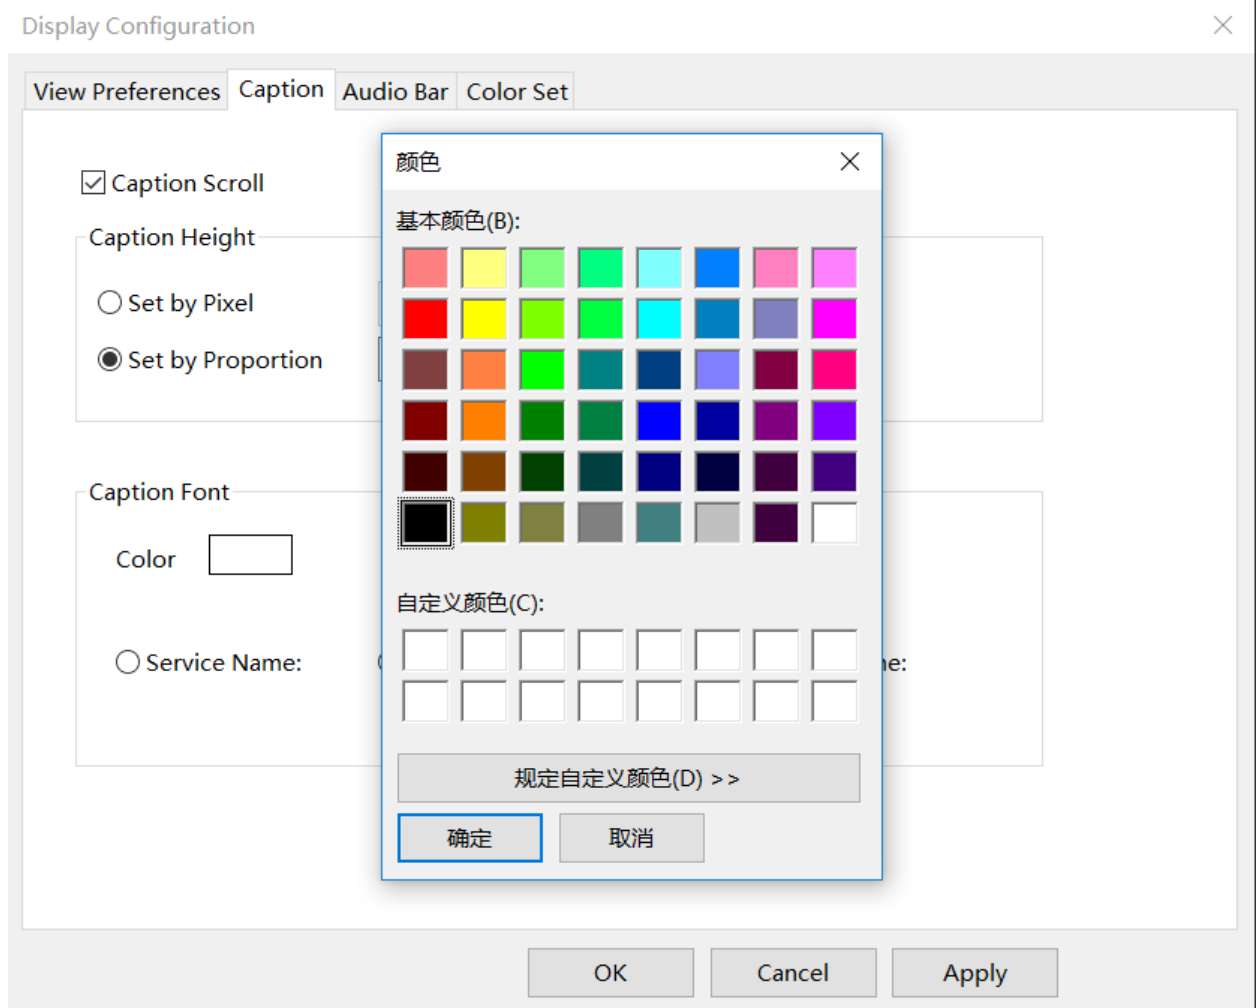 Display Configuration
View Preferences Caption Audio Bar Color Set
颜色
Caption Scroll
基本颜色(B):
Caption Height
Set by Pixel
Set by Proportion
Caption Font
Color
自定义颜色(C):
Service Name:
规定自定义颜色(D) >>
确定 取消
OK Cancel Apply